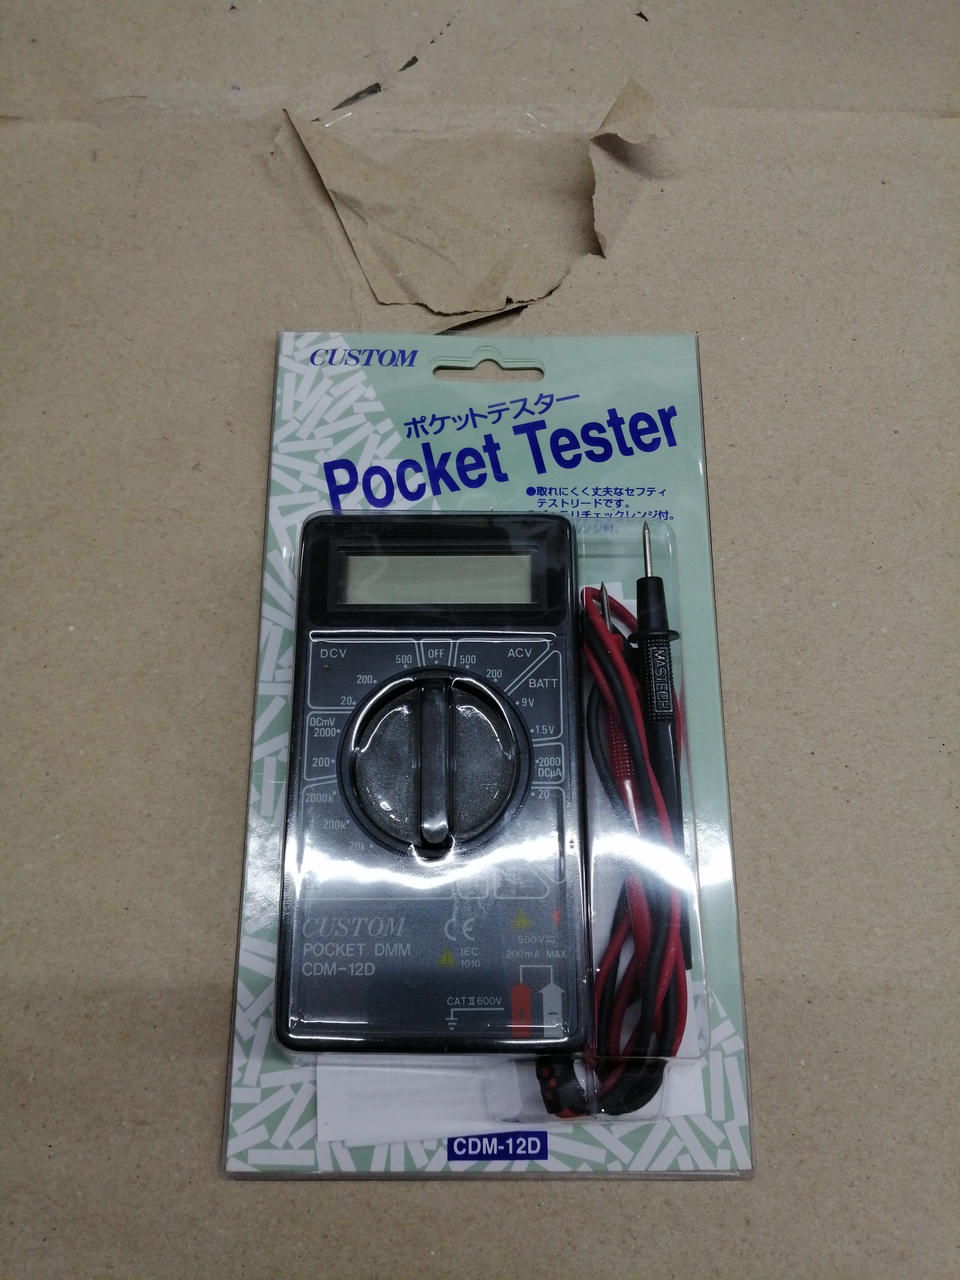 CUSTOM
ポケットテスター
Pocket Tester
●取れにくく丈夫なセフティ
テストリードです。
DCV
500
OFF
500
ACV
200
200
BATT
20
9V
DCmV
2000
1.5V
200
2000
DCμA
2000k
20
200k
200
20k
MASTECH
CUSTOM
POCKET DMM
CDM-12D
CE
IEC
1010
200mA MAX
CATⅡ600V
+
−
CDM-12D